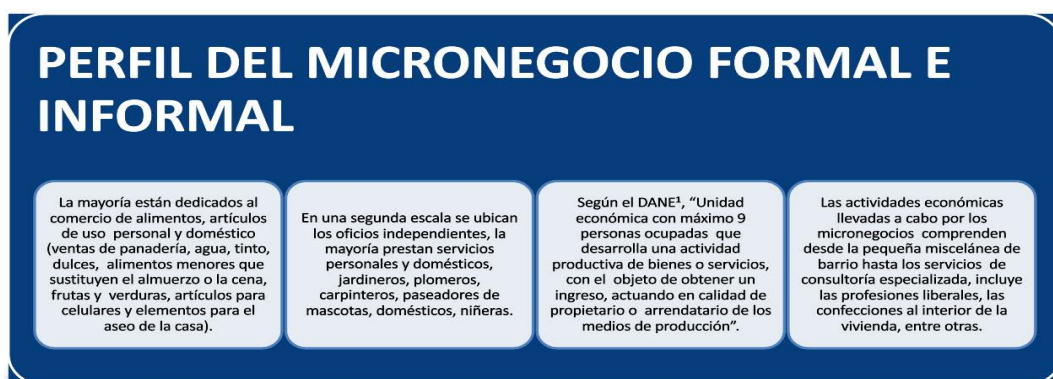 PERFIL DEL MICRONEGOCIO FORMAL E
INFORMAL
La mayoría están dedicados al
comercio de alimentos, artículos
de uso personal y doméstico
(ventas de panadería, agua, tinto,
dulces, alimentos menores que
sustituyen el almuerzo o la cena,
frutas y verduras, artículos para
celulares y elementos para el
aseo de la casa).
En una segunda escala se ubican
los oficios independientes, la
mayoría prestan servicios
personales y domésticos,
jardineros, plomeros,
carpinteros, paseadores de
mascotas, domésticos, niñeras.
Según el DANE¹, “Unidad
económica con máximo 9
personas ocupadas que
desarrolla una actividad
productiva de bienes o servicios,
con el objeto de obtener un
ingreso, actuando en calidad de
propietario o arrendatario de los
medios de producción”.
Las actividades económicas
llevadas a cabo por los
micronegocios comprenden
desde la pequeña miscelánea de
barrio hasta los servicios de
consultoría especializada, incluye
las profesiones liberales, las
confecciones al interior de la
vivienda, entre otras.